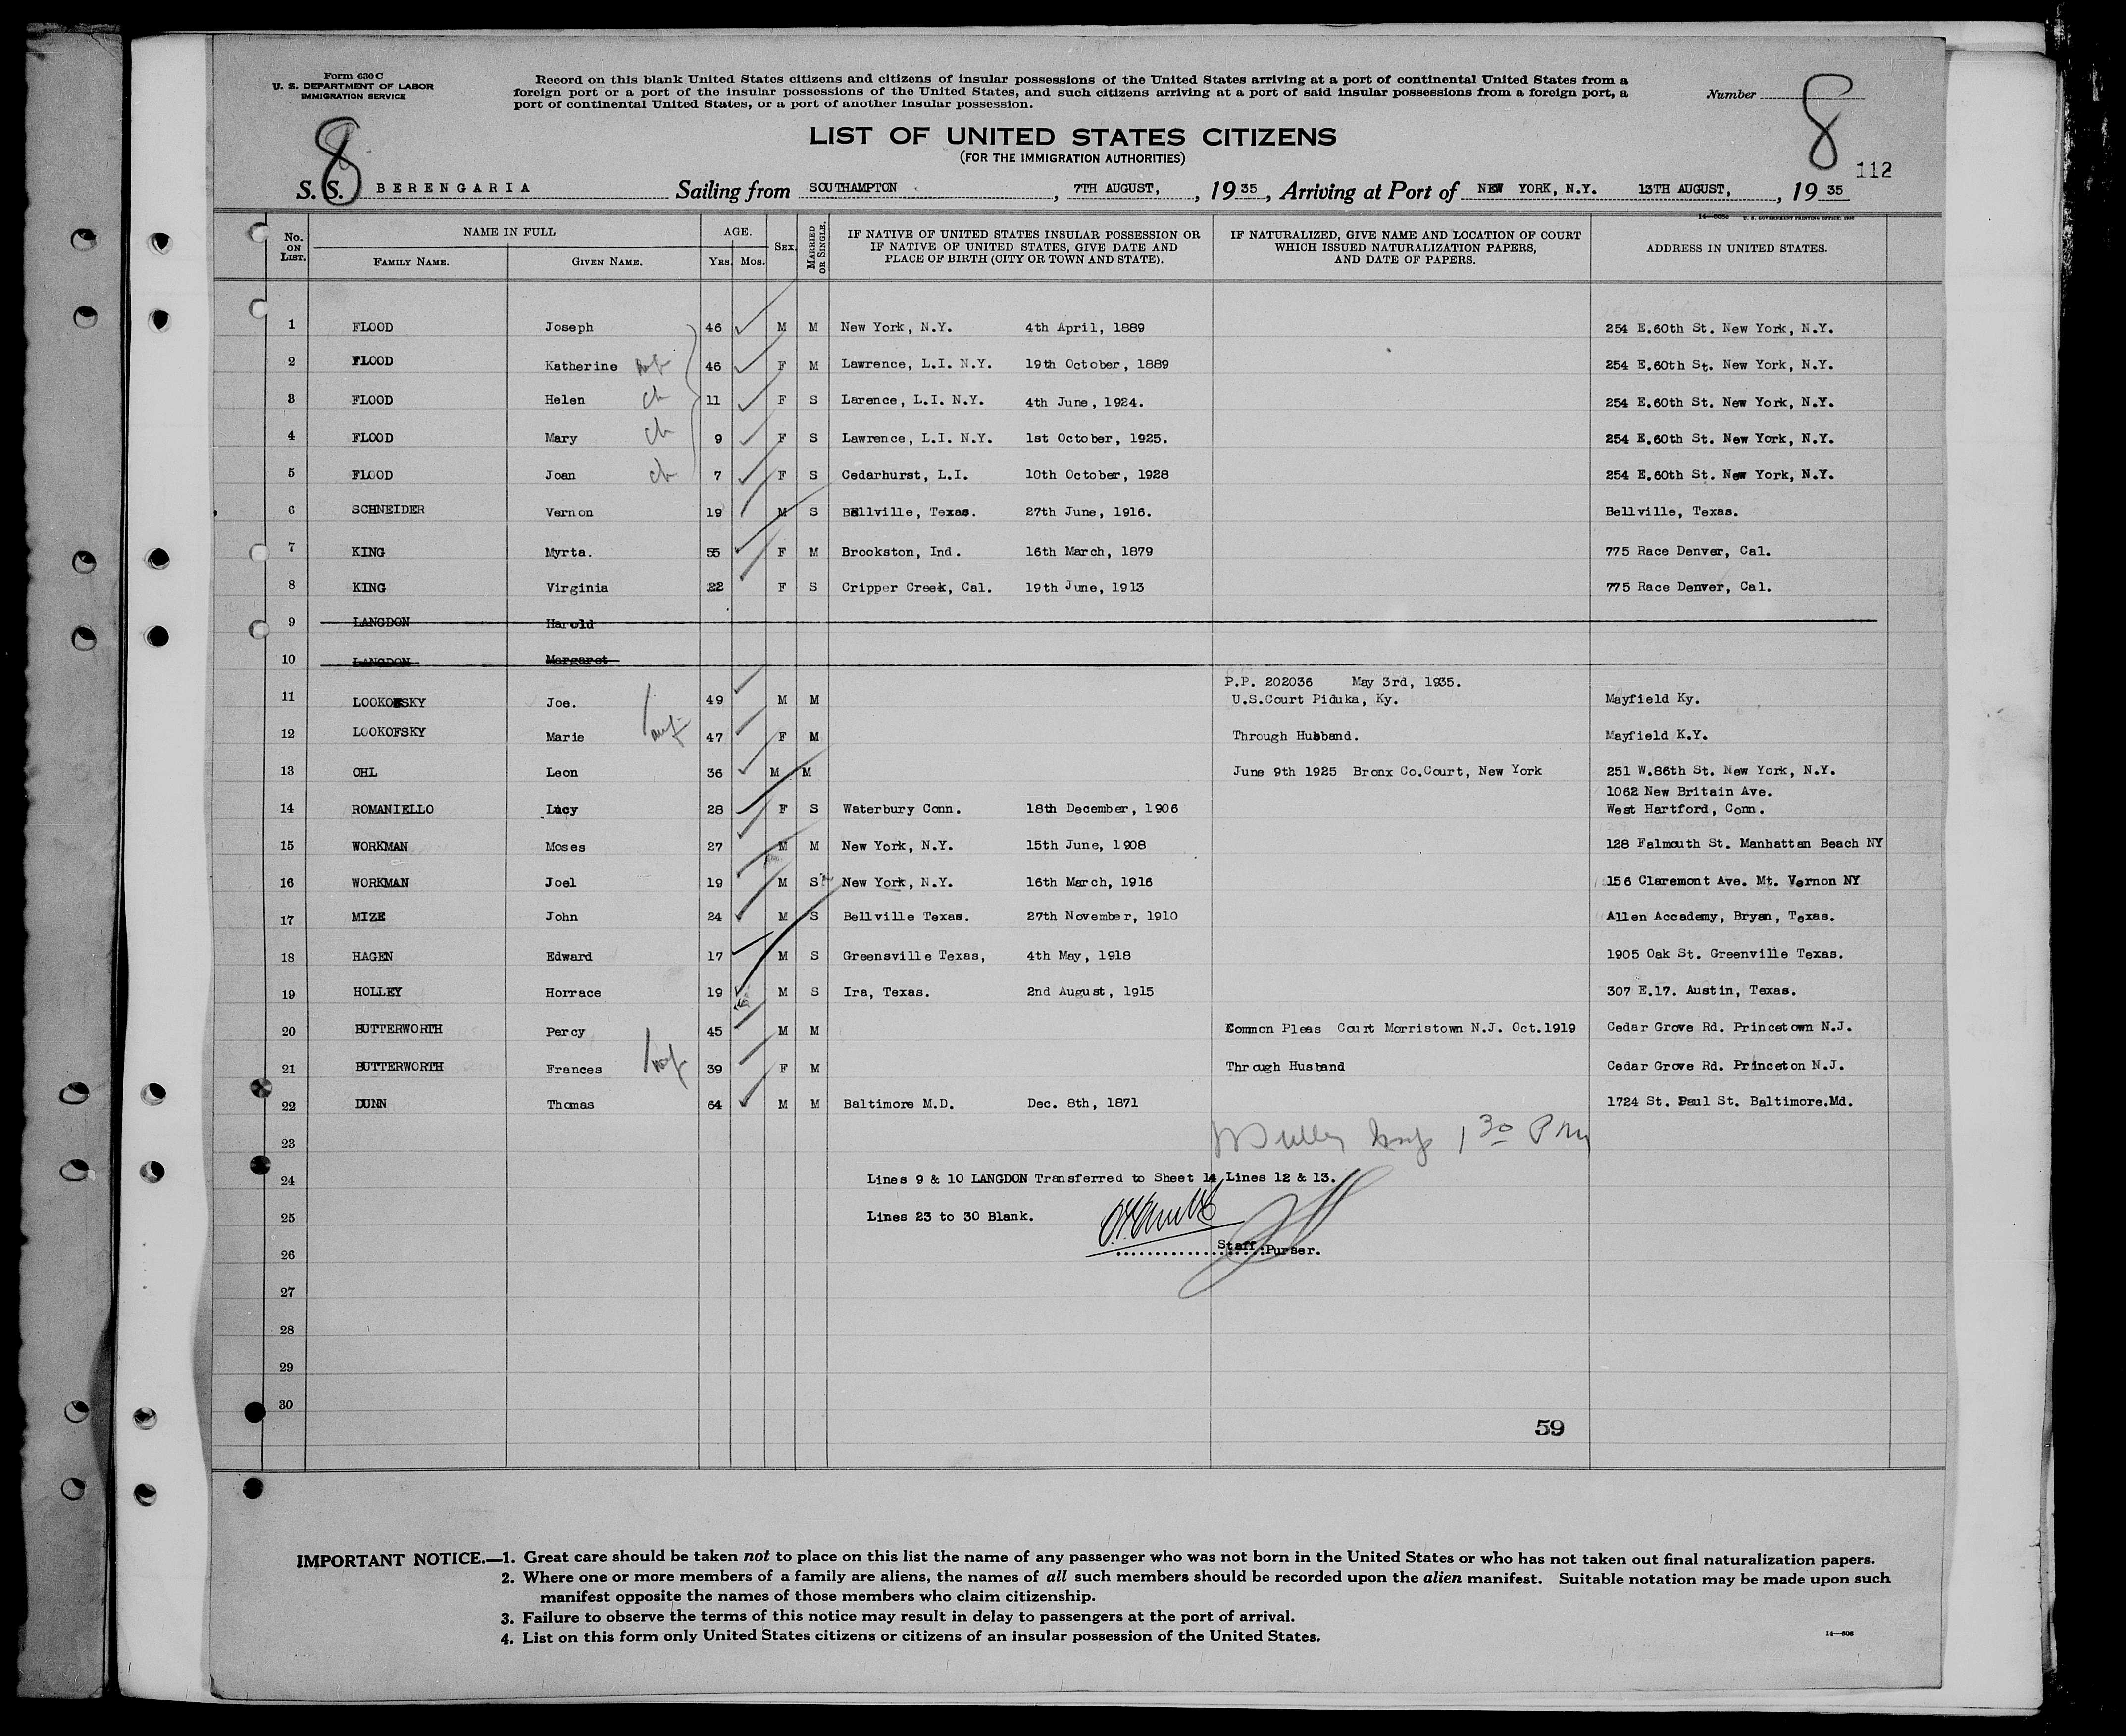 Form 630 C
U. S. DEPARTMENT OF LABOR
IMMIGRATION SERVICE
Record on this blank United States citizens and citizens of insular possessions of the United States arriving at a port of continental United States from a
foreign port or a port of the insular possessions of the United States, and such citizens arriving at a port of said insular possessions from a foreign port, a
port of continental United States, or a port of another insular possession.
Number 8
8
LIST OF UNITED STATES CITIZENS
(FOR THE IMMIGRATION AUTHORITIES)
112
S. S. BERENGARIA Sailing from SOUTHAMPTON, 7TH AUGUST, 1935, Arriving at Port of NEW YORK, N.Y. 13TH AUGUST, 1935
No. ON LIST. NAME IN FULL FAMILY NAME. GIVEN NAME. AGE. YRS. MOS. SEX. MARRIED OR SINGLE. IF NATIVE OF UNITED STATES INSULAR POSSESSION OR IF NATIVE OF UNITED STATES, GIVE DATE AND PLACE OF BIRTH (CITY OR TOWN AND STATE). IF NATURALIZED, GIVE NAME AND LOCATION OF COURT WHICH ISSUED NATURALIZATION PAPERS, AND DATE OF PAPERS. ADDRESS IN UNITED STATES.
1 FLOOD Joseph 46 M M New York, N.Y. 4th April, 1889 254 E.60th St. New York, N.Y.
2 FLOOD Katherine 46 F M Lawrence, L.I. N.Y. 19th October, 1889 254 E.60th St. New York, N.Y.
3 FLOOD Helen ch 11 F S Larence, L.I. N.Y. 4th June, 1924. 254 E.60th St. New York, N.Y.
4 FLOOD Mary ch 9 F S Lawrence, L.I. N.Y. 1st October, 1925. 254 E.60th St. New York, N.Y.
5 FLOOD Joan ch 7 F S Cedarhurst, L.I. 10th October, 1928 254 E.60th St. New York, N.Y.
6 SCHNEIDER Vernon 19 M S Bellville, Texas. 27th June, 1916. Bellville, Texas.
7 KING Myrta. 55 F M Brookston, Ind. 16th March, 1879 775 Race Denver, Cal.
8 KING Virginia 22 F S Cripper Creek, Cal. 19th June, 1913 775 Race Denver, Cal.
9 LANGDON Harold
10 LANGDON Margaret
P.P. 202036 May 3rd, 1935.
11 LOOKOFSKY Joe. 49 M M U.S.Court Piduka, Ky. Mayfield Ky.
12 LOOKOFSKY Marie 47 F M Through Husband. Mayfield K.Y.
13 OHL Leon 36 M M June 9th 1925 Bronx Co.Court, New York 251 W.86th St. New York, N.Y.
1062 New Britain Ave.
14 ROMANIELLO Lucy 28 F S Waterbury Conn. 18th December, 1906 West Hartford, Conn.
15 WORKMAN Moses 27 M M New York, N.Y. 15th June, 1908 128 Falmouth St. Manhattan Beach NY
16 WORKMAN Joel 19 M S New York, N.Y. 16th March, 1916 156 Claremont Ave. Mt. Vernon NY
17 MIZE John 24 M S Bellville Texas. 27th November, 1910 Allen Accademy, Bryan, Texas.
18 HAGEN Edward 17 M S Greensville Texas, 4th May, 1918 1905 Oak St. Greenville Texas.
19 HOLLEY Horrace 19 M S Ira, Texas. 2nd August, 1915 307 E.17. Austin, Texas.
20 BUTTERWORTH Percy 45 M M Common Pleas Court Morristown N.J. Oct.1919 Cedar Grove Rd. Princetown N.J.
21 BUTTERWORTH Frances 39 F M Through Husband Cedar Grove Rd. Princeton N.J.
22 DUNN Thomas 64 M M Baltimore M.D. Dec. 8th, 1871 1724 St. Paul St. Baltimore.Md.
23 1 30 P M
24 Lines 9 & 10 LANGDON Transferred to Sheet 14 Lines 12 & 13.
25 Lines 23 to 30 Blank.
26 Staff Purser.
27
28
29
30
59
IMPORTANT NOTICE.—1. Great care should be taken not to place on this list the name of any passenger who was not born in the United States or who has not taken out final naturalization papers.
2. Where one or more members of a family are aliens, the names of all such members should be recorded upon the alien manifest. Suitable notation may be made upon such
manifest opposite the names of those members who claim citizenship.
3. Failure to observe the terms of this notice may result in delay to passengers at the port of arrival.
4. List on this form only United States citizens or citizens of an insular possession of the United States.